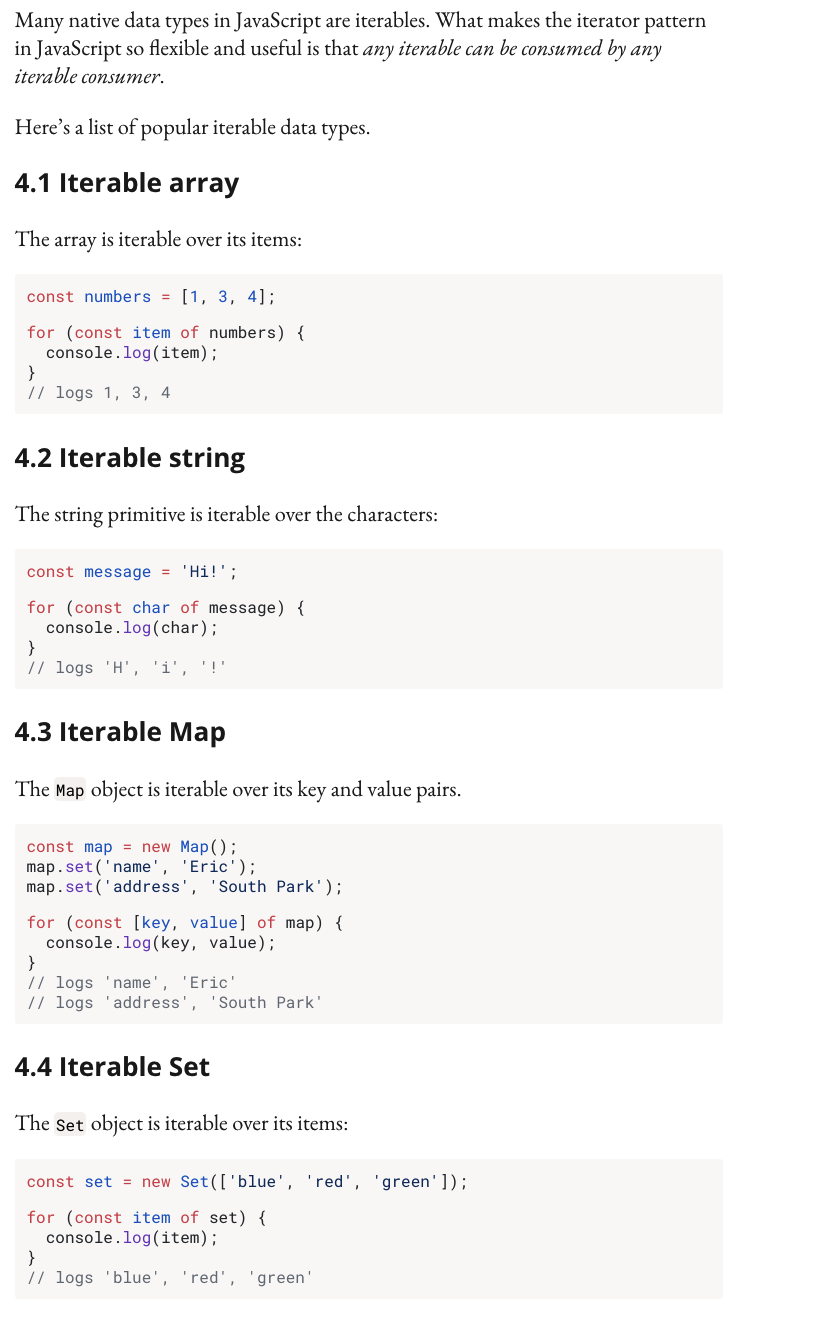 Many native data types in JavaScript are iterables. What makes the iterator pattern
in JavaScript so flexible and useful is that any iterable can be consumed by any
iterable consumer.
Here’s a list of popular iterable data types.
4.1 Iterable array
The array is iterable over its items:
const numbers = [1, 3, 4];
for (const item of numbers) {
  console.log(item);
}
// logs 1, 3, 4
4.2 Iterable string
The string primitive is iterable over the characters:
const message = 'Hi!';
for (const char of message) {
  console.log(char);
}
// logs 'H', 'i', '!'
4.3 Iterable Map
The Map object is iterable over its key and value pairs.
const map = new Map();
map.set('name', 'Eric');
map.set('address', 'South Park');
for (const [key, value] of map) {
  console.log(key, value);
}
// logs 'name', 'Eric'
// logs 'address', 'South Park'
4.4 Iterable Set
The Set object is iterable over its items:
const set = new Set(['blue', 'red', 'green']);
for (const item of set) {
  console.log(item);
}
// logs 'blue', 'red', 'green'